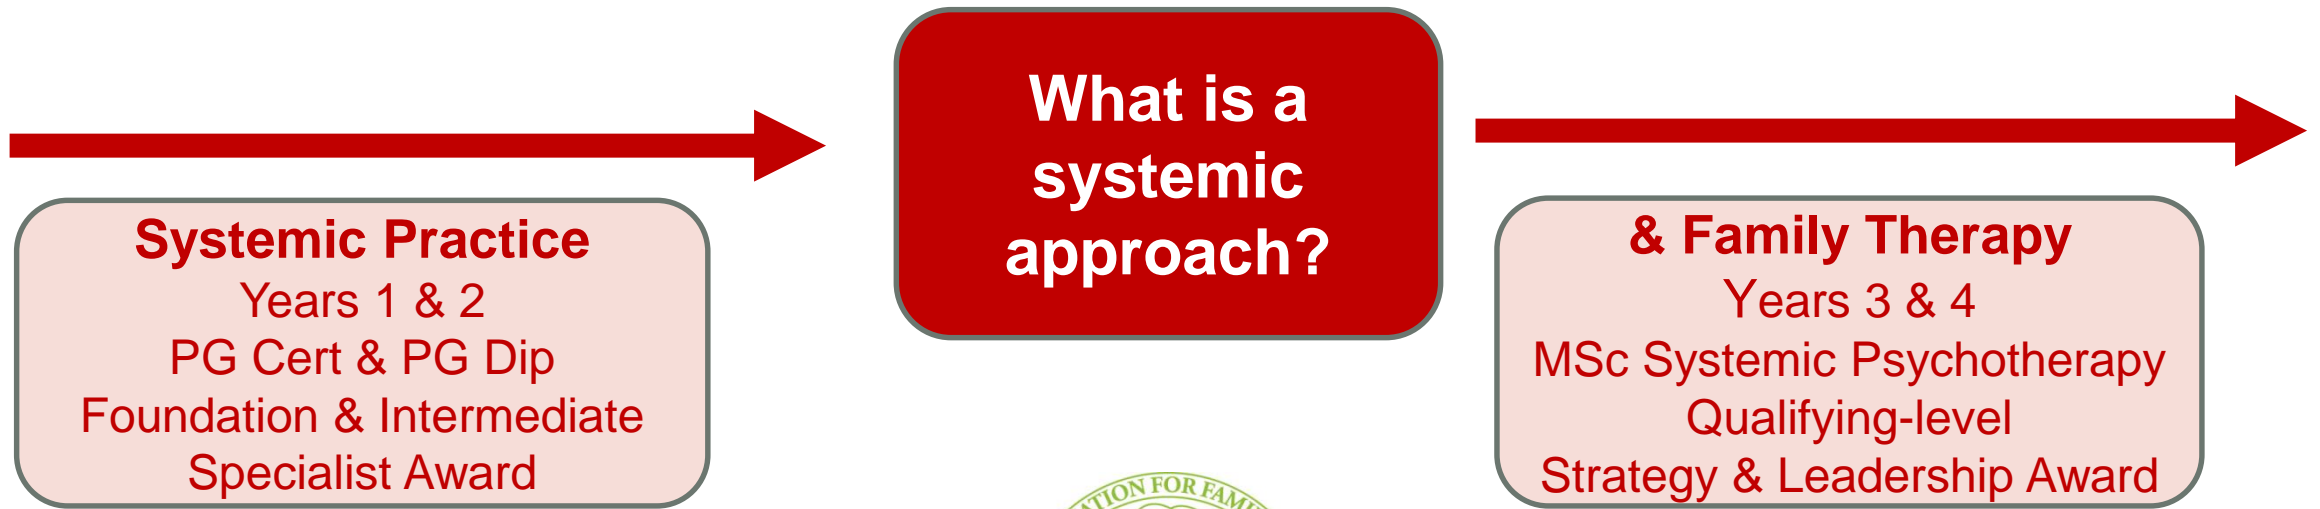 What is a
systemic
approach?
Systemic Practice
Years 1 & 2
PG Cert & PG Dip
Foundation & Intermediate
Specialist Award
& Family Therapy
Years 3 & 4
MSc Systemic Psychotherapy
Qualifying-level
Strategy & Leadership Award
FOR